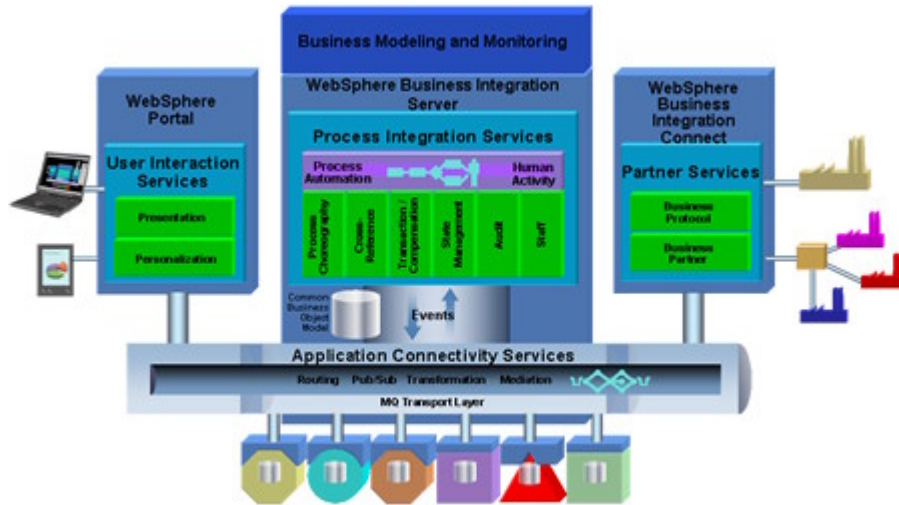 Business Modeling and Monitoring
WebSphere
Portal
User Interaction
Services
Presentation
Personalization
WebSphere Business Integration
Server
Process Integration Services
Process
Automation
Human
Activity
Process
Choreography
Cross-
Reference
Transaction /
Compensation
State
Management
Audit
Staff
Common
Business
Object
Model
Events
WebSphere
Business
Integration
Connect
Partner Services
Business
Protocol
Business
Partner
Application Connectivity Services
Routing Pub/Sub Transformation Mediation
MQ Transport Layer